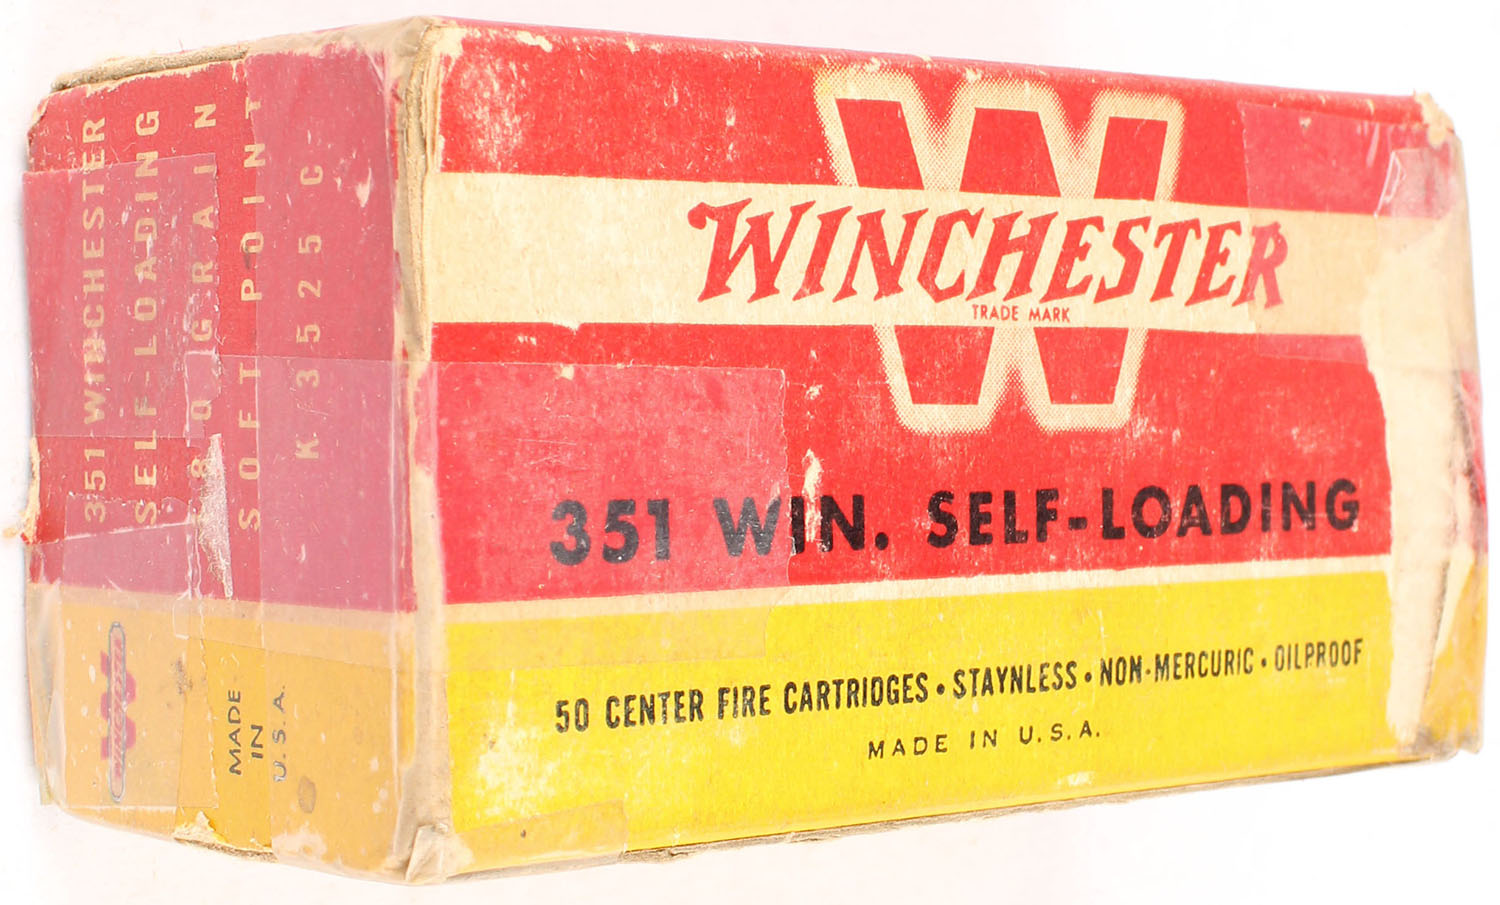 W
WINCHESTER
TRADE MARK
351 WIN. SELF-LOADING
50 CENTER FIRE CARTRIDGES • STAYNLESS • NON-MERCURIC • OILPROOF
MADE IN U.S.A.
351 WINCHESTER
SELF-LOADING
180 GRAIN
SOFT POINT
K 3525 C
W
WINCHESTER
MADE
IN
U.S.A.